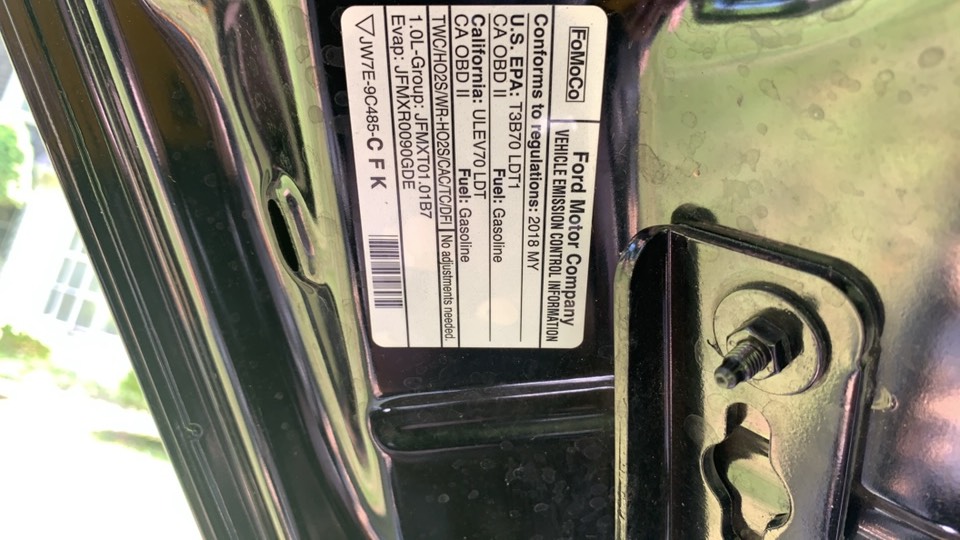 FoMoCo
Ford Motor Company
VEHICLE EMISSION CONTROL INFORMATION
Conforms to regulations: 2018 MY
U.S. EPA: T3B70 LDT1 Fuel: Gasoline
CA OBD II
California: ULEV70 LDT Fuel: Gasoline
CA OBD II
TWC/HO2S/WR-HO2S/CAC/TC/DFI No adjustments needed.
1.0L-Group: JFMXT01.01B7
Evap: JFMXR0090GDE
JW7E-9C485-C F K